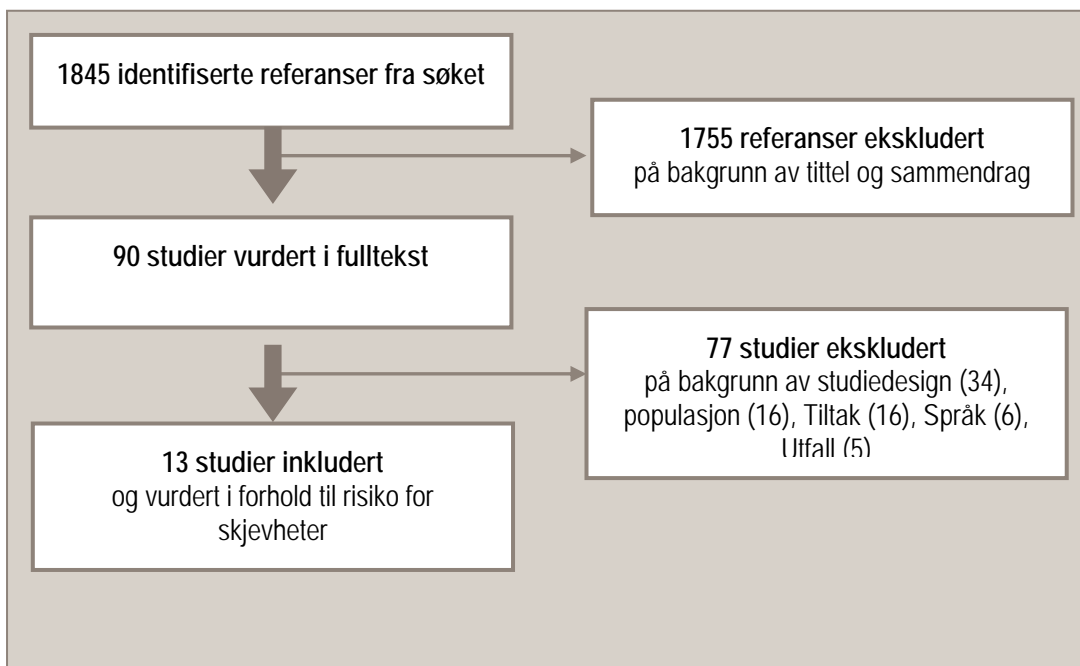 1845 identifiserte referanser fra søket
1755 referanser ekskludert
på bakgrunn av tittel og sammendrag
90 studier vurdert i fulltekst
77 studier ekskludert
på bakgrunn av studiedesign (34),
populasjon (16), Tiltak (16), Språk (6),
Utfall (5)
13 studier inkludert
og vurdert i forhold til risiko for
skjevheter